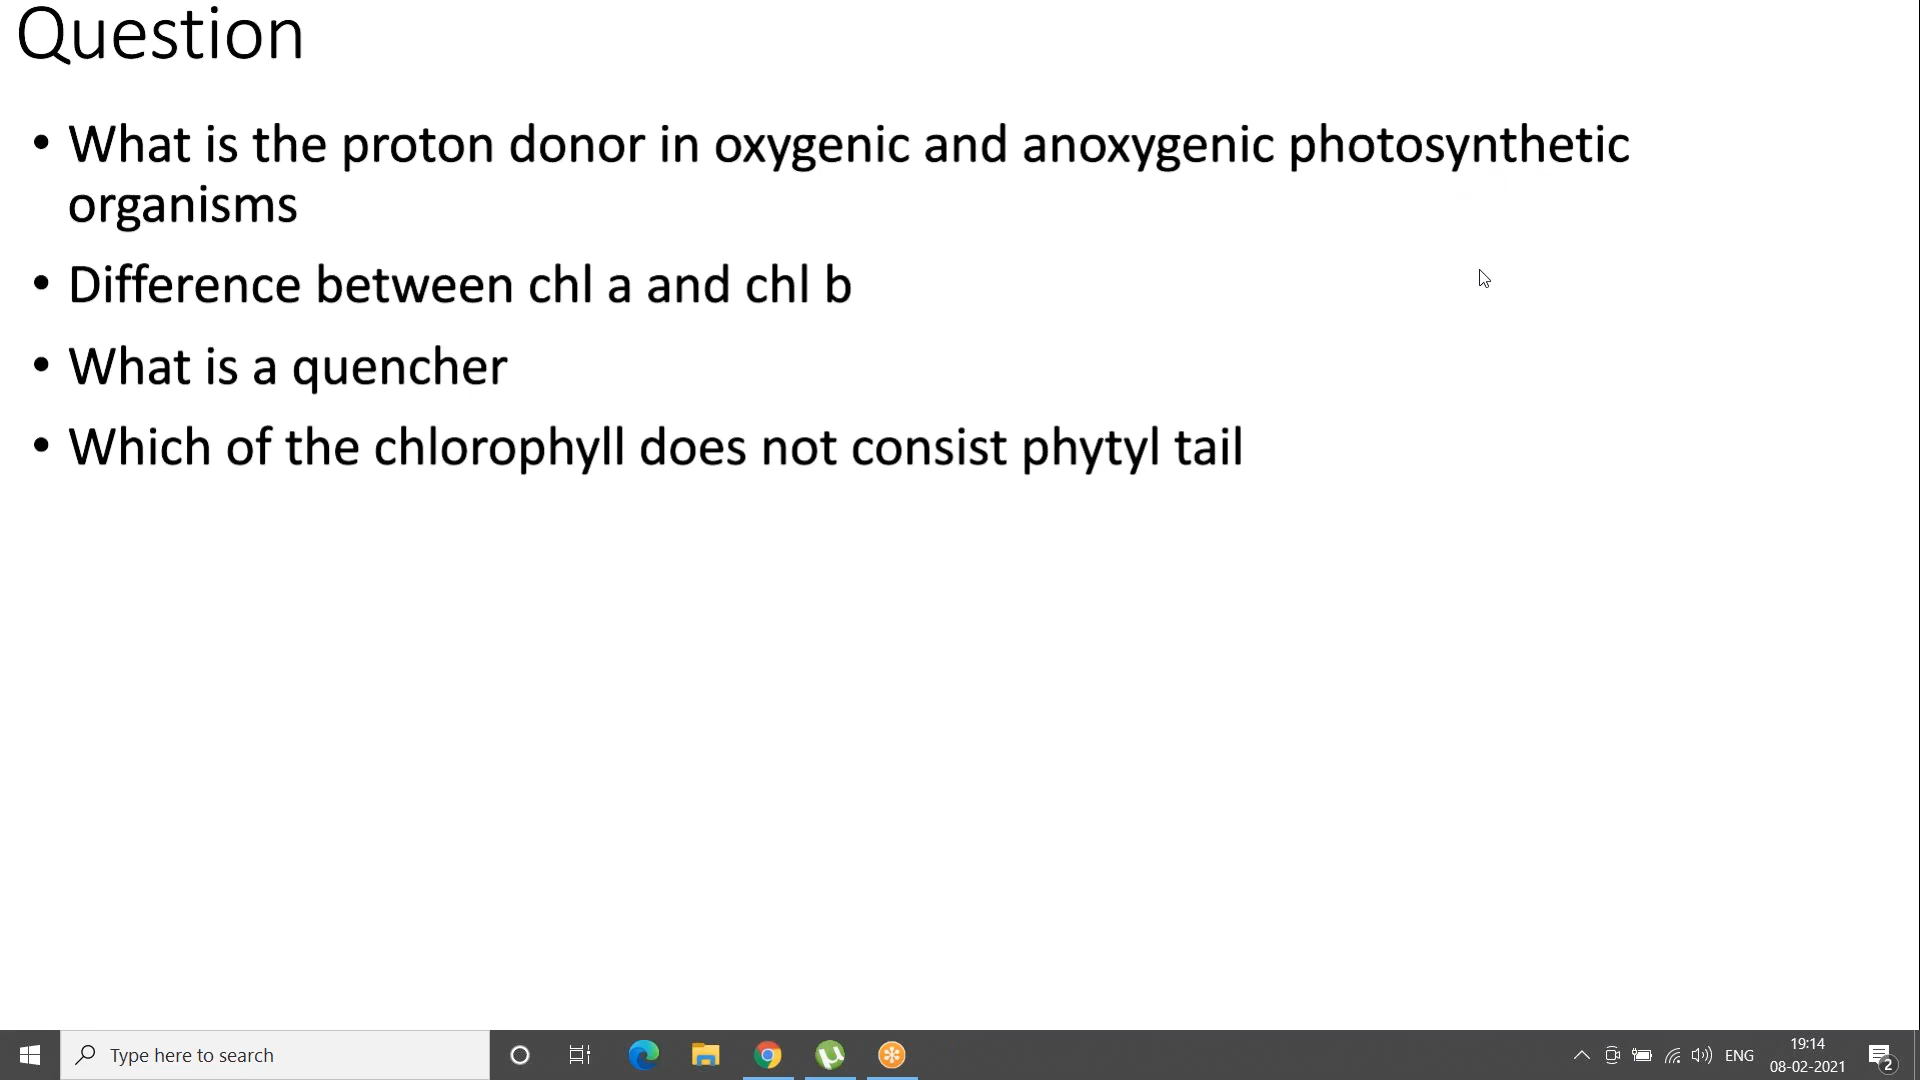 Question
• What is the proton donor in oxygenic and anoxygenic photosynthetic
organisms
• Difference between chl a and chl b
• What is a quencher
• Which of the chlorophyll does not consist phytyl tail
Type here to search
ENG
19:14
08-02-2021
2